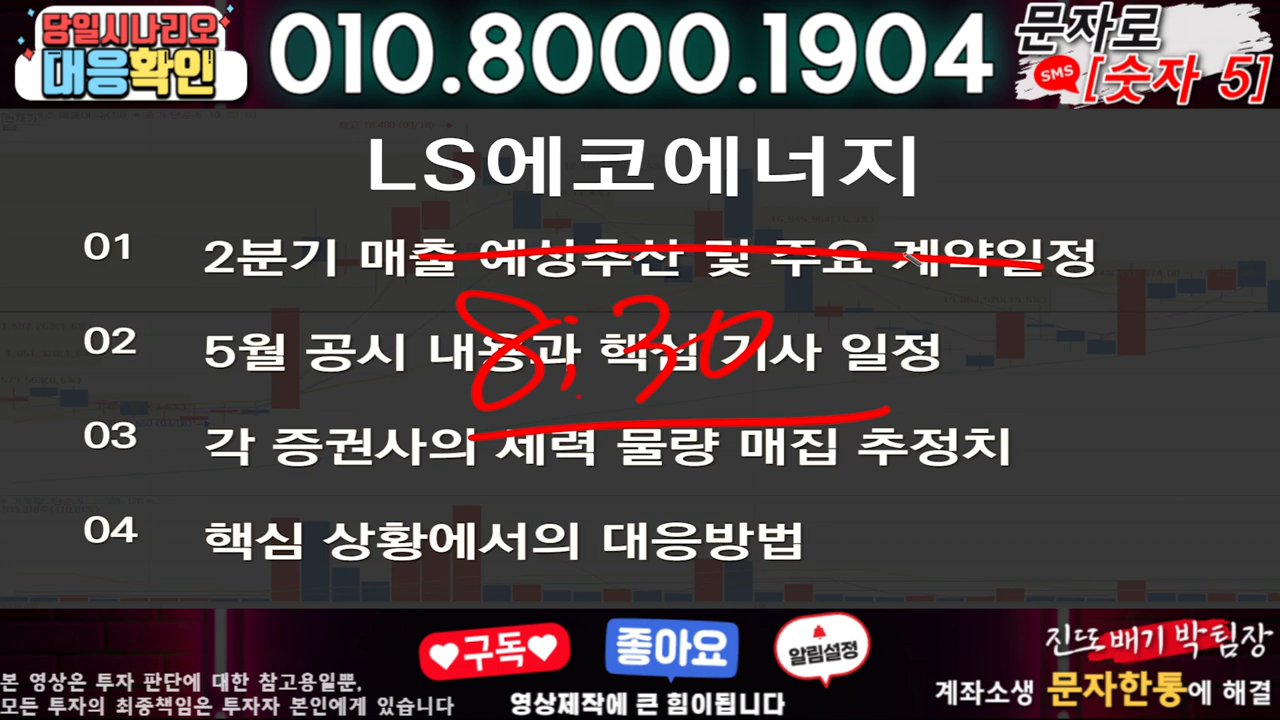 당일시나리오
대응확인
010.8000.1904
문자로
SMS [숫자 5]
LS에코에너지
01 2분기 매출 예상추산 및 주요 계약일정
8:30
02 5월 공시 내용과 핵심 기사 일정
03 각 증권사의 세력 물량 매집 추정치
04 핵심 상황에서의 대응방법
구독
좋아요
알림설정
영상제작에 큰 힘이됩니다
본 영상은 투자 판단에 대한 참고용일뿐,
모든 투자의 최종책임은 투자자 본인에게 있습니다
진또배기 박팀장
계좌소생 문자한통에 해결